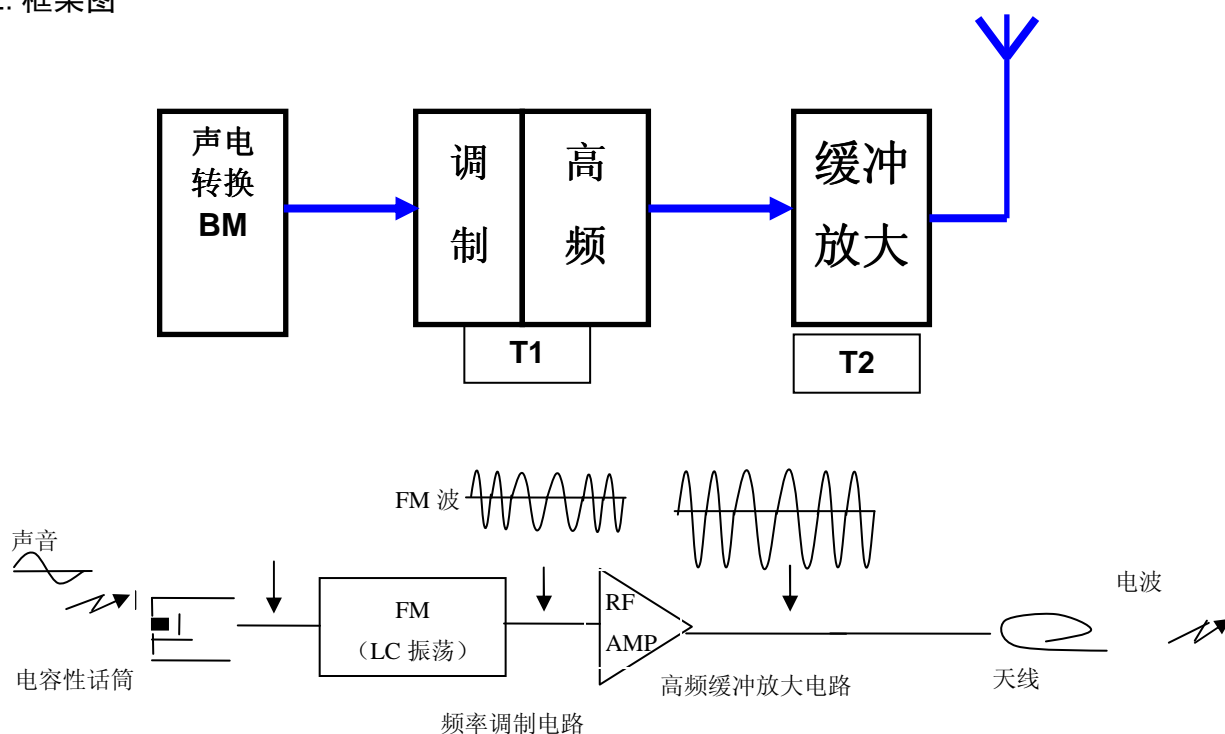 框架图
声电
转换
BM
调
制
高
频
缓冲
放大
T1
T2
FM 波
声音
电波
FM
（LC 振荡）
RF
AMP
电容性话筒
高频缓冲放大电路
天线
频率调制电路